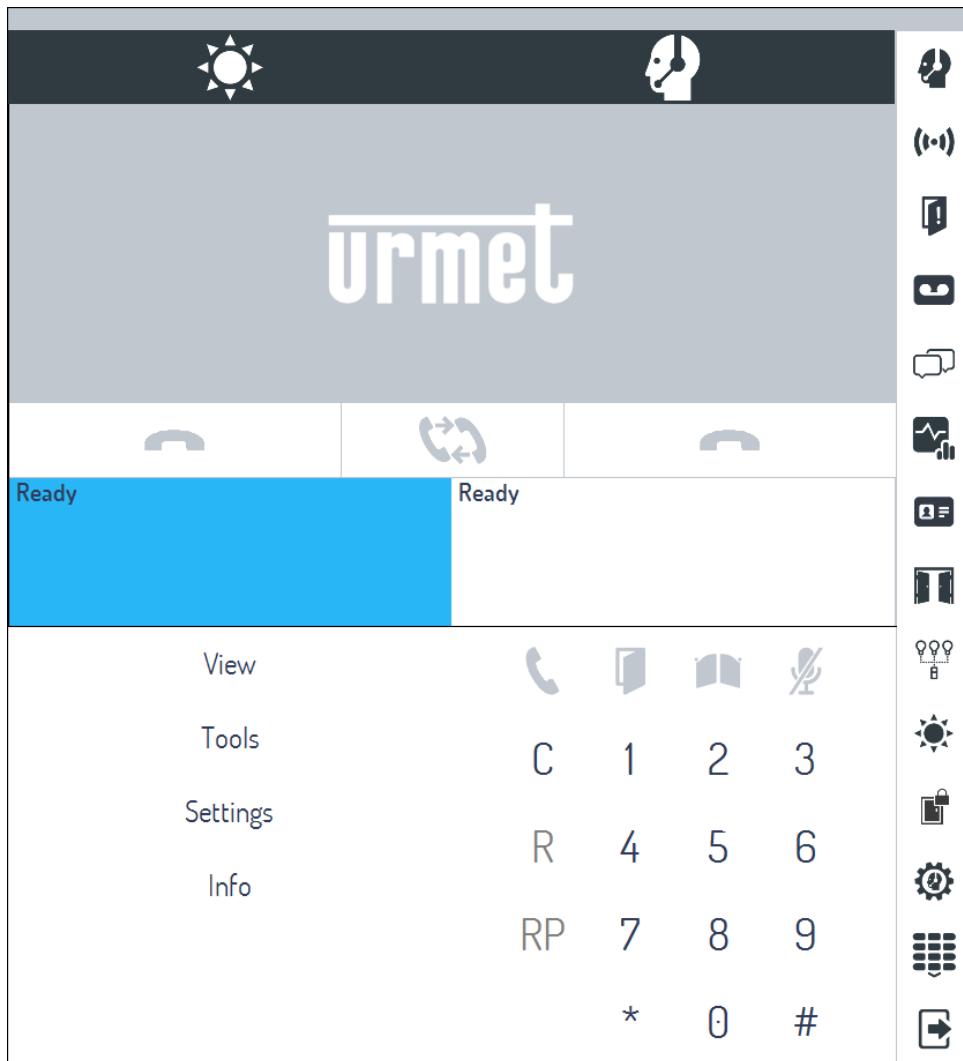 urmet
Ready
Ready
View
Tools
Settings
Info
C 1 2 3
R 4 5 6
RP 7 8 9
* 0 #